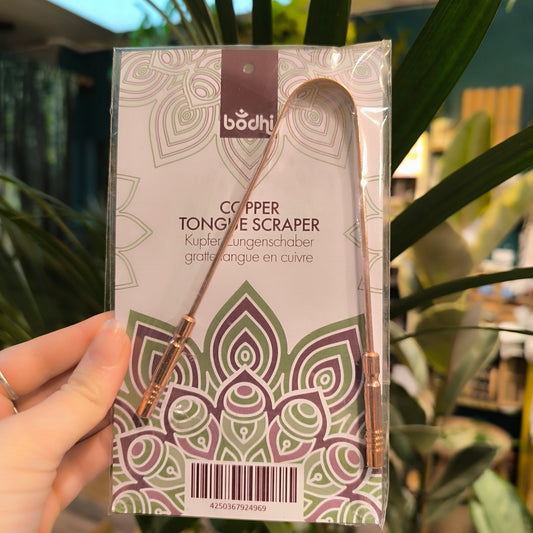 bodhi
COPPER
TONGUE SCRAPER
Kupfer-Zungenschaber
gratte-langue en cuivre
4250367924969